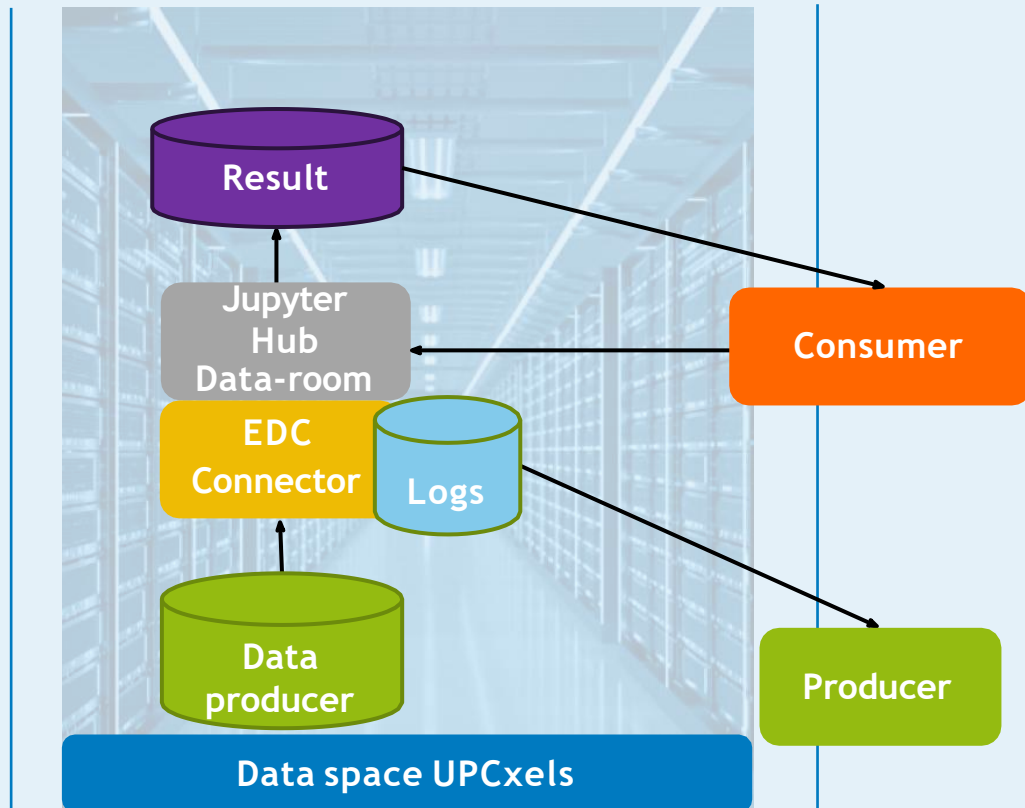 Result
Jupyter
Hub
Data-room
Consumer
EDC
Connector
Logs
Data
producer
Producer
Data space UPCxels